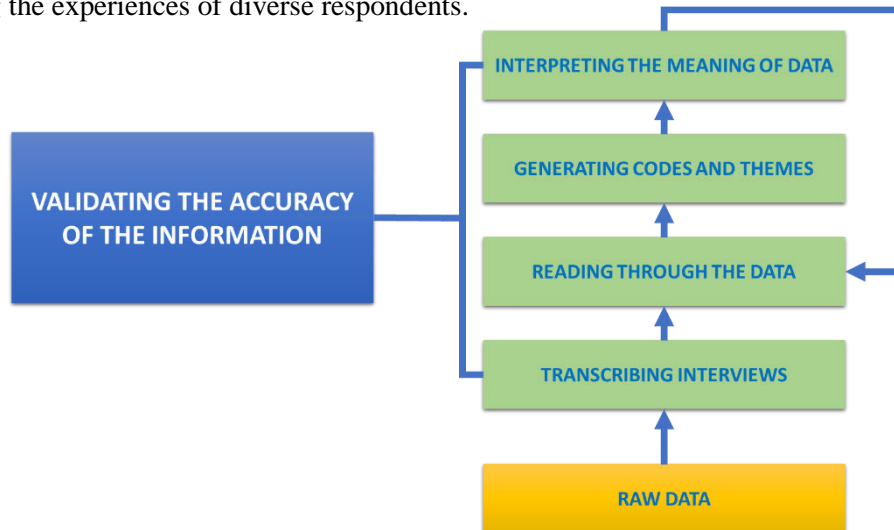 the experiences of diverse respondents.
INTERPRETING THE MEANING OF DATA
GENERATING CODES AND THEMES
VALIDATING THE ACCURACY
OF THE INFORMATION
READING THROUGH THE DATA
TRANSCRIBING INTERVIEWS
RAW DATA